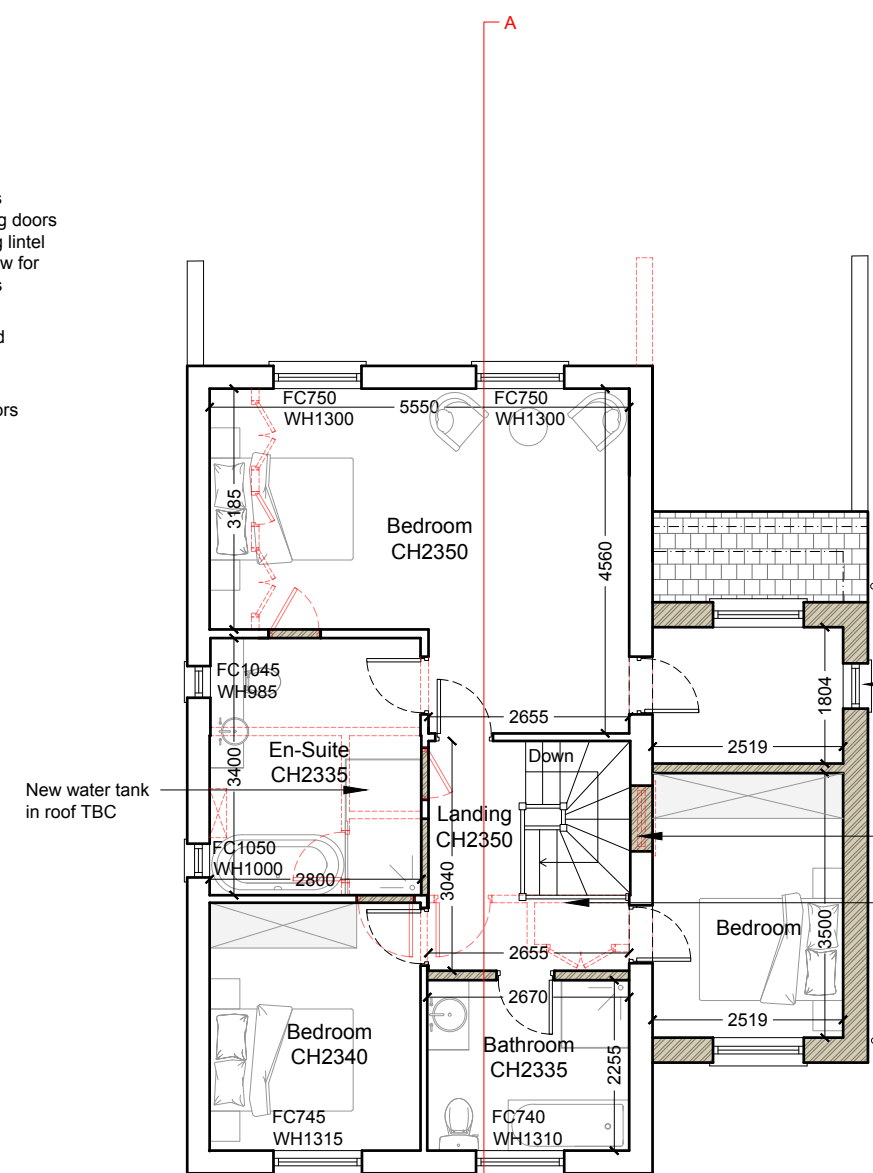 A
g doors
g lintel
w for
FC750
WH1300
5550
FC750
WH1300
3185
Bedroom
CH2350
4560
FC1045
WH985
2655
1804
2519
En-Suite
CH2335
3400
Down
New water tank
in roof TBC
Landing
CH2350
FC1050
WH1000
2800
3040
Bedroom
3500
2655
2670
2519
Bedroom
CH2340
Bathroom
CH2335
2255
FC745
WH1315
FC740
WH1310